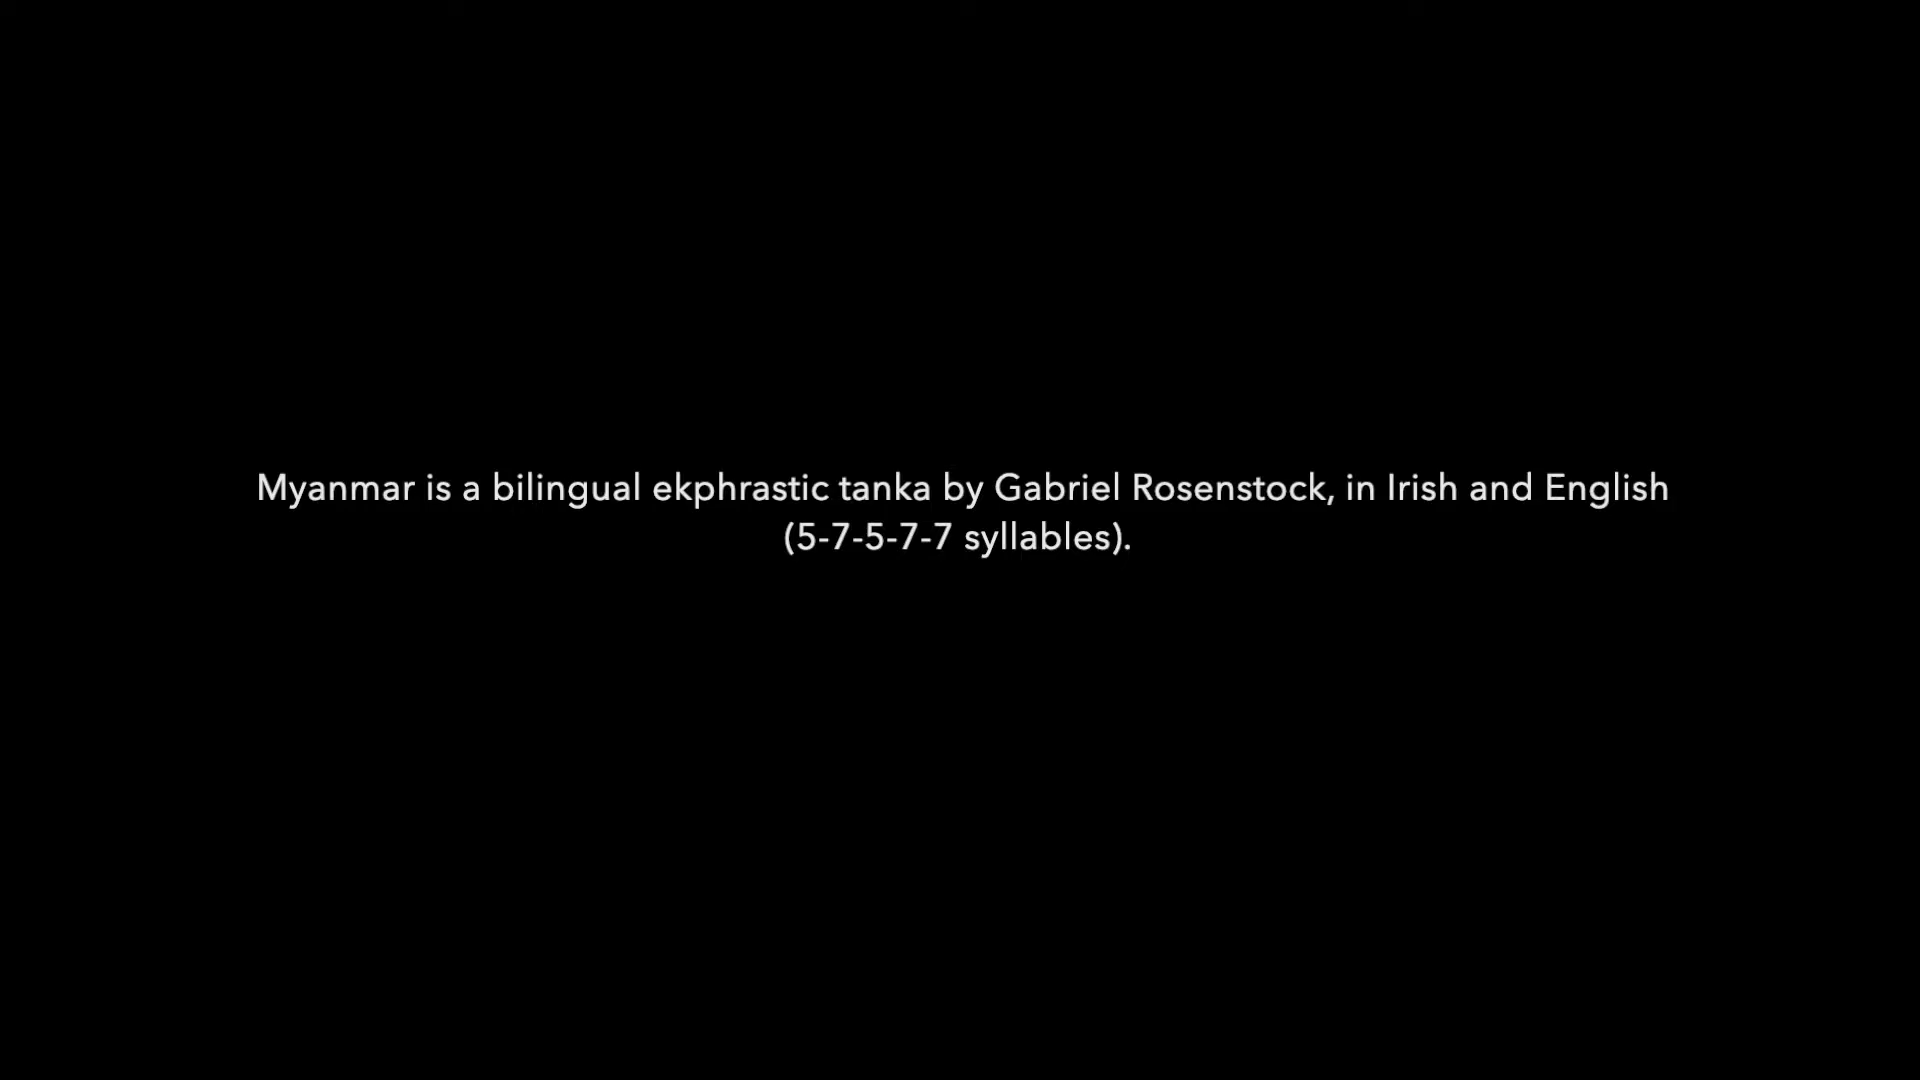 Myanmar is a bilingual ekphrastic tanka by Gabriel Rosenstock, in Irish and English
(5-7-5-7-7 syllables).